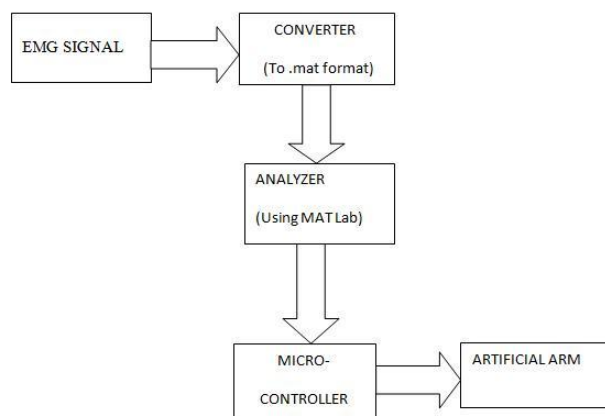 EMG SIGNAL
CONVERTER
(To .mat format)
ANALYZER
(Using MAT Lab)
MICRO-
CONTROLLER
ARTIFICIAL ARM